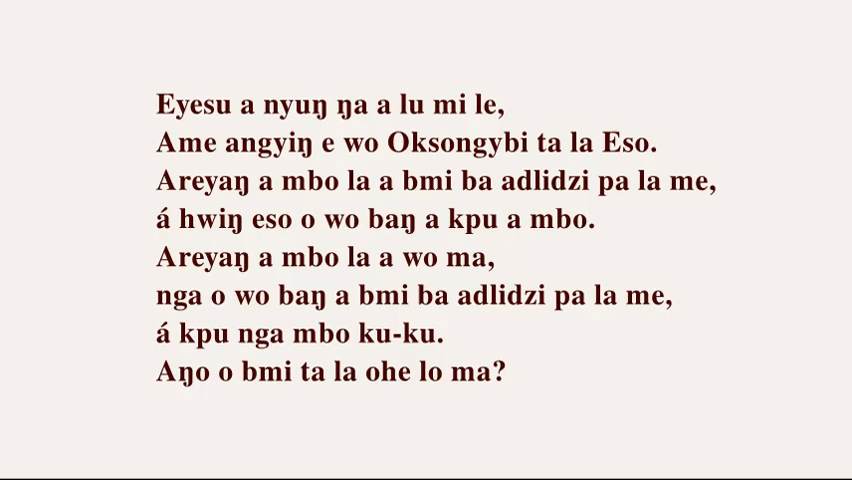 Eyesu a nyuŋ ŋa a lu mi le,
Ame angyiŋ e wo Oksongybi ta la Eso.
Areyaŋ a mbo la a bmi ba adlidzi pa la me,
á hwiŋ eso o wo baŋ a kpu a mbo.
Areyaŋ a mbo la a wo ma,
nga o wo baŋ a bmi ba adlidzi pa la me,
á kpu nga mbo ku-ku.
Aŋo o bmi ta la ohe lo ma?